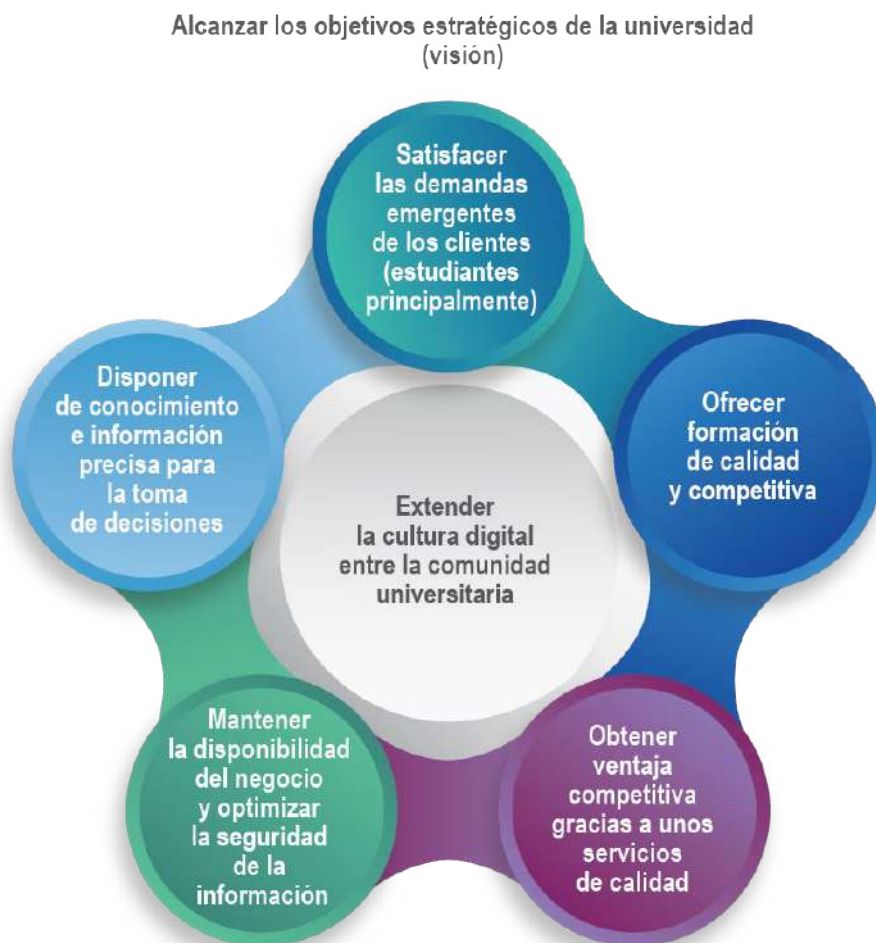 Alcanzar los objetivos estratégicos de la universidad
(visión)
Satisfacer
las demandas
emergentes
de los clientes
(estudiantes
principalmente)
Disponer
de conocimiento
e información
precisa para
la toma
de decisiones
Ofrecer
formación
de calidad
y competitiva
Extender
la cultura digital
entre la comunidad
universitaria
Mantener
la disponibilidad
del negocio
y optimizar
la seguridad
de la
información
Obtener
ventaja
competitiva
gracias a unos
servicios
de calidad